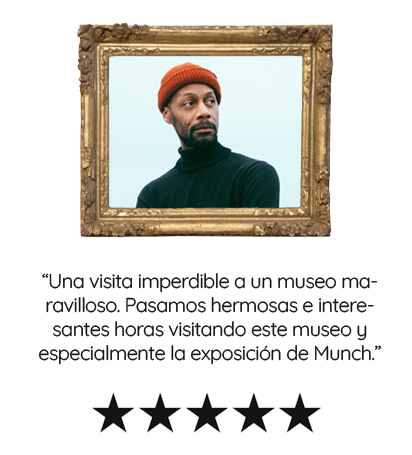 “Una visita imperdible a un museo ma-
ravilloso. Pasamos hermosas e intere-
santes horas visitando este museo y
especialmente la exposición de Munch.”